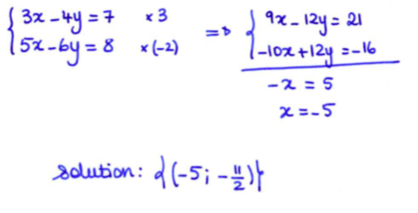 { 3x - 4y = 7 × 3 => { 9x - 12y = 21
5x - 6y = 8 × (-2) -10x + 12y = -16
-x = 5
x = -5
solution: {(-5; -11/2)}